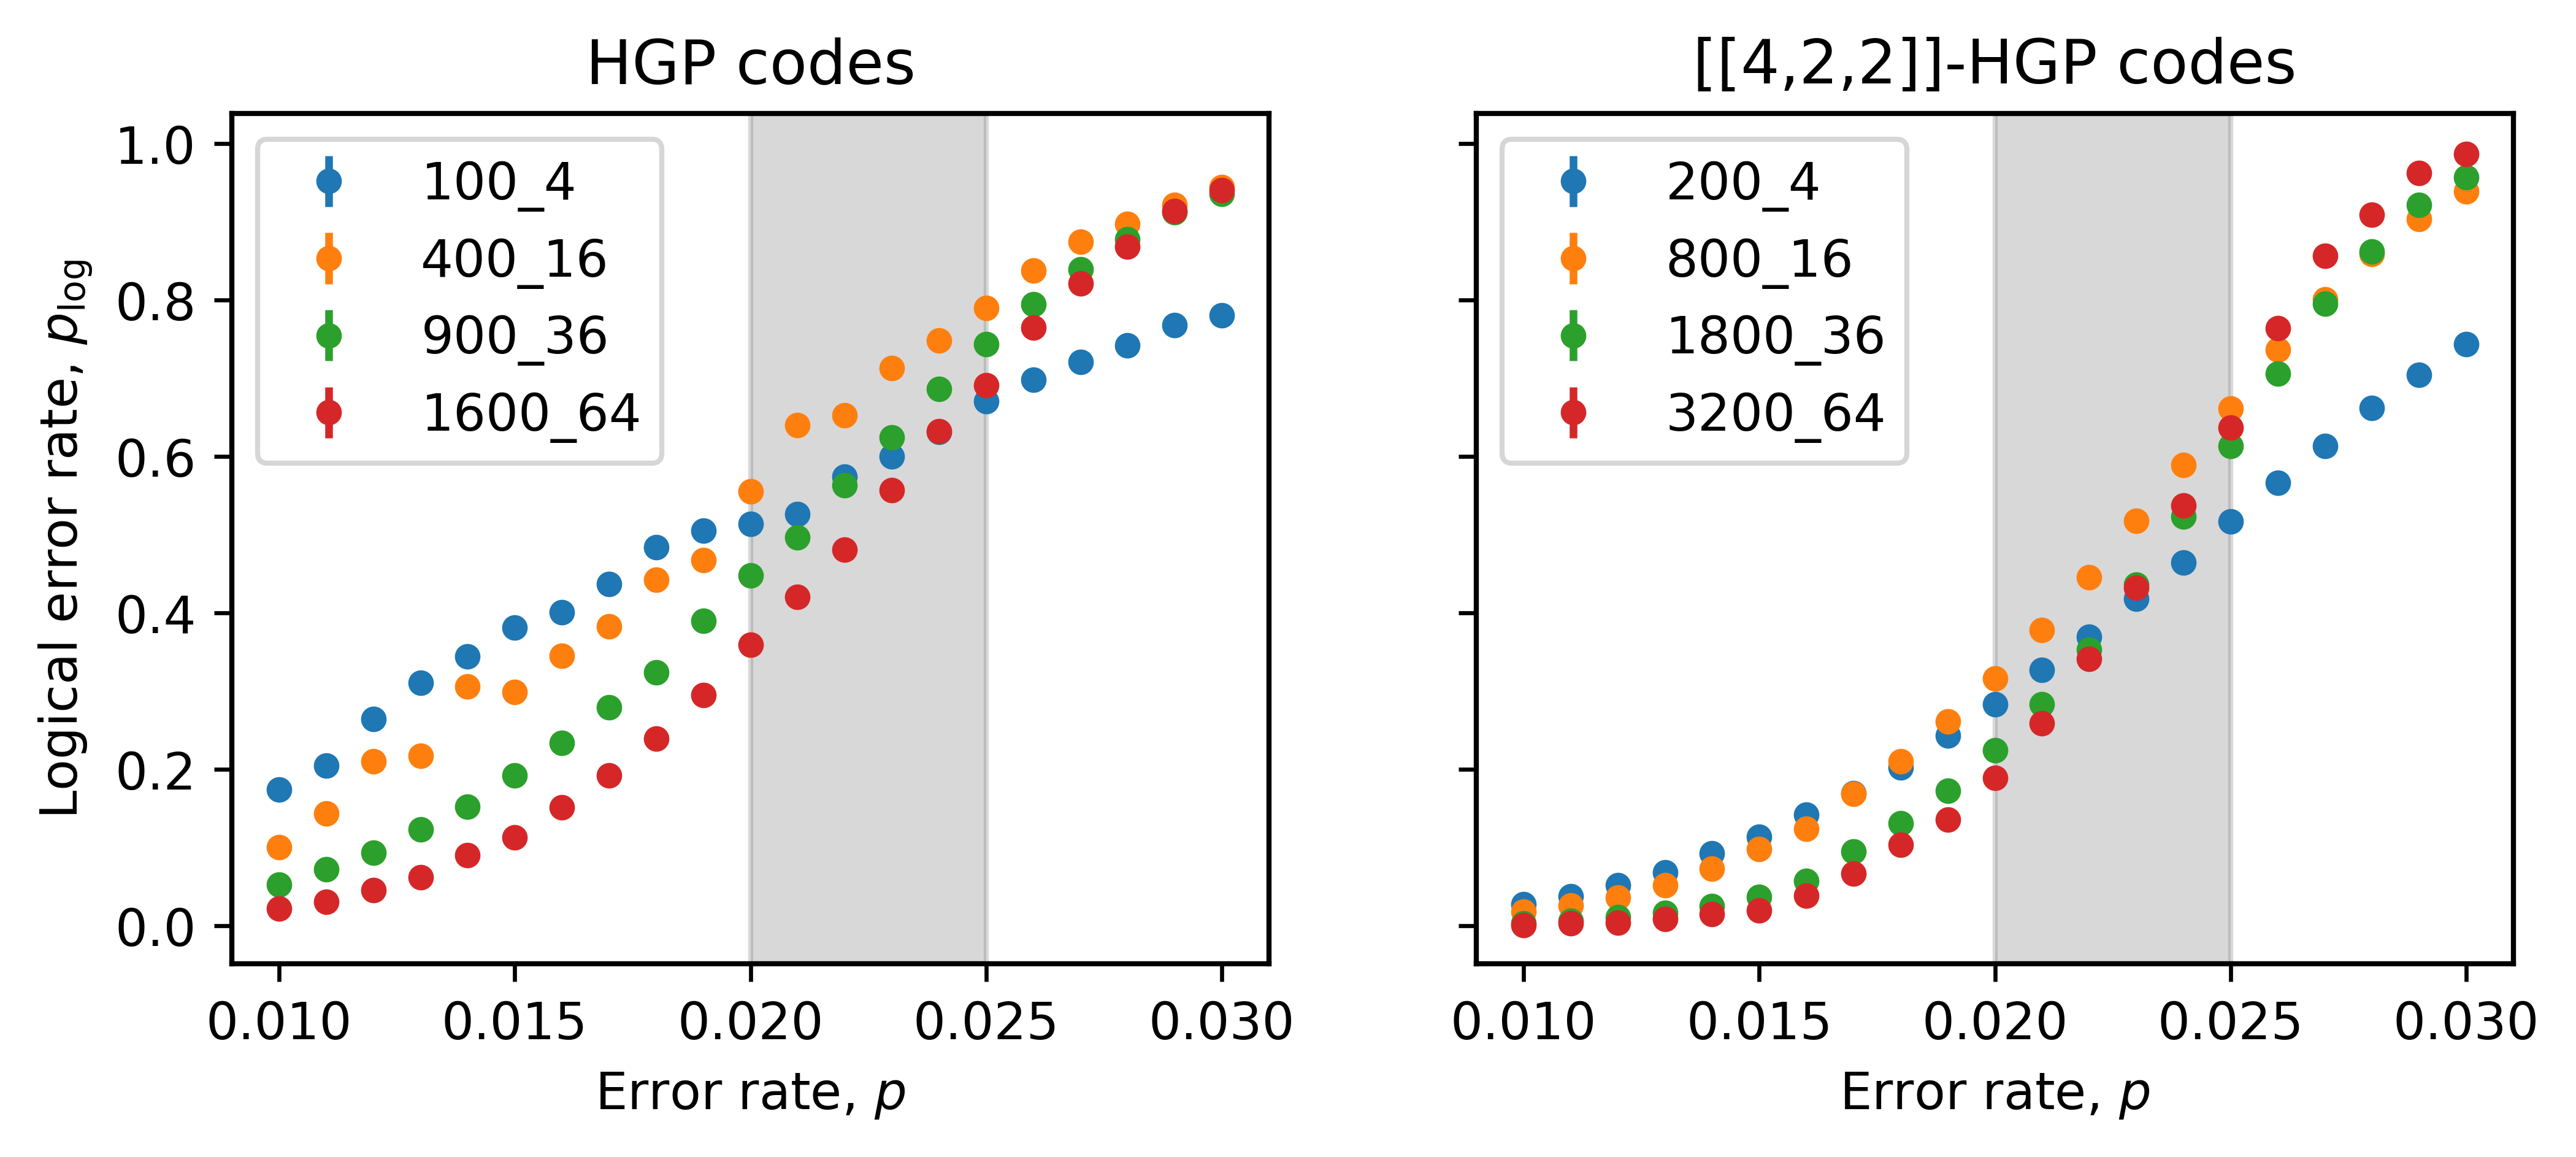 HGP codes
1.0
0.8
0.6
0.4
0.2
0.0
Logical error rate, p_log
100_4
400_16
900_36
1600_64
0.010 0.015 0.020 0.025 0.030
Error rate, p
[[4,2,2]]-HGP codes
200_4
800_16
1800_36
3200_64
0.010 0.015 0.020 0.025 0.030
Error rate, p